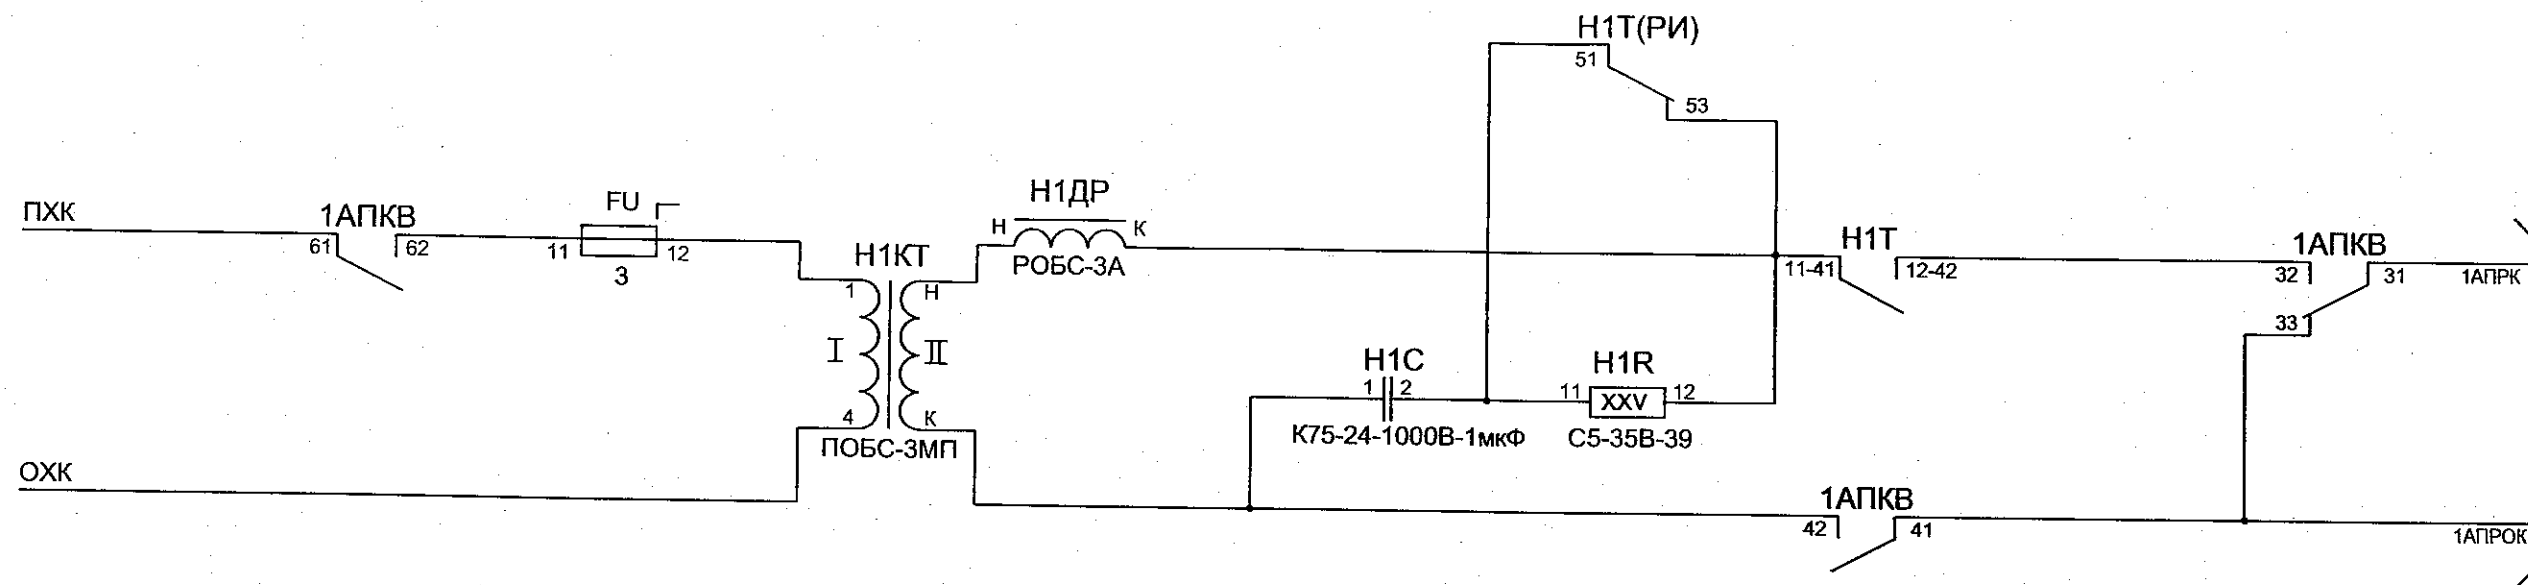 Н1Т(РИ)
51
53
ПХК
1АПКВ
61
62
FU
11
12
3
Н1КТ
1
4
I
II
Н
К
ПОБС-3МП
Н1ДР
Н
К
РОБС-3А
Н1Т
11-41
12-42
1АПКВ
32
31
33
1АПРК
Н1С
1
2
К75-24-1000В-1мкФ
Н1R
11
XXV
12
С5-35В-39
ОХК
1АПКВ
42
41
1АПРОК